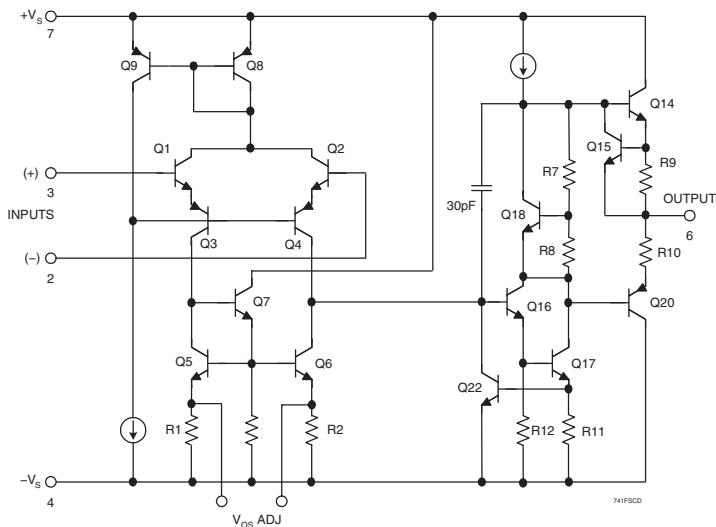 +VS
7
Q9
Q8
Q14
Q1
Q2
Q15
R7
R9
(+)
3
30pF
OUTPUT
6
INPUTS
Q18
Q3
Q4
R8
R10
(−)
2
Q7
Q16
Q20
Q5
Q6
Q17
Q22
R1
R2
R12
R11
−VS
4
VOS ADJ
741FSCD